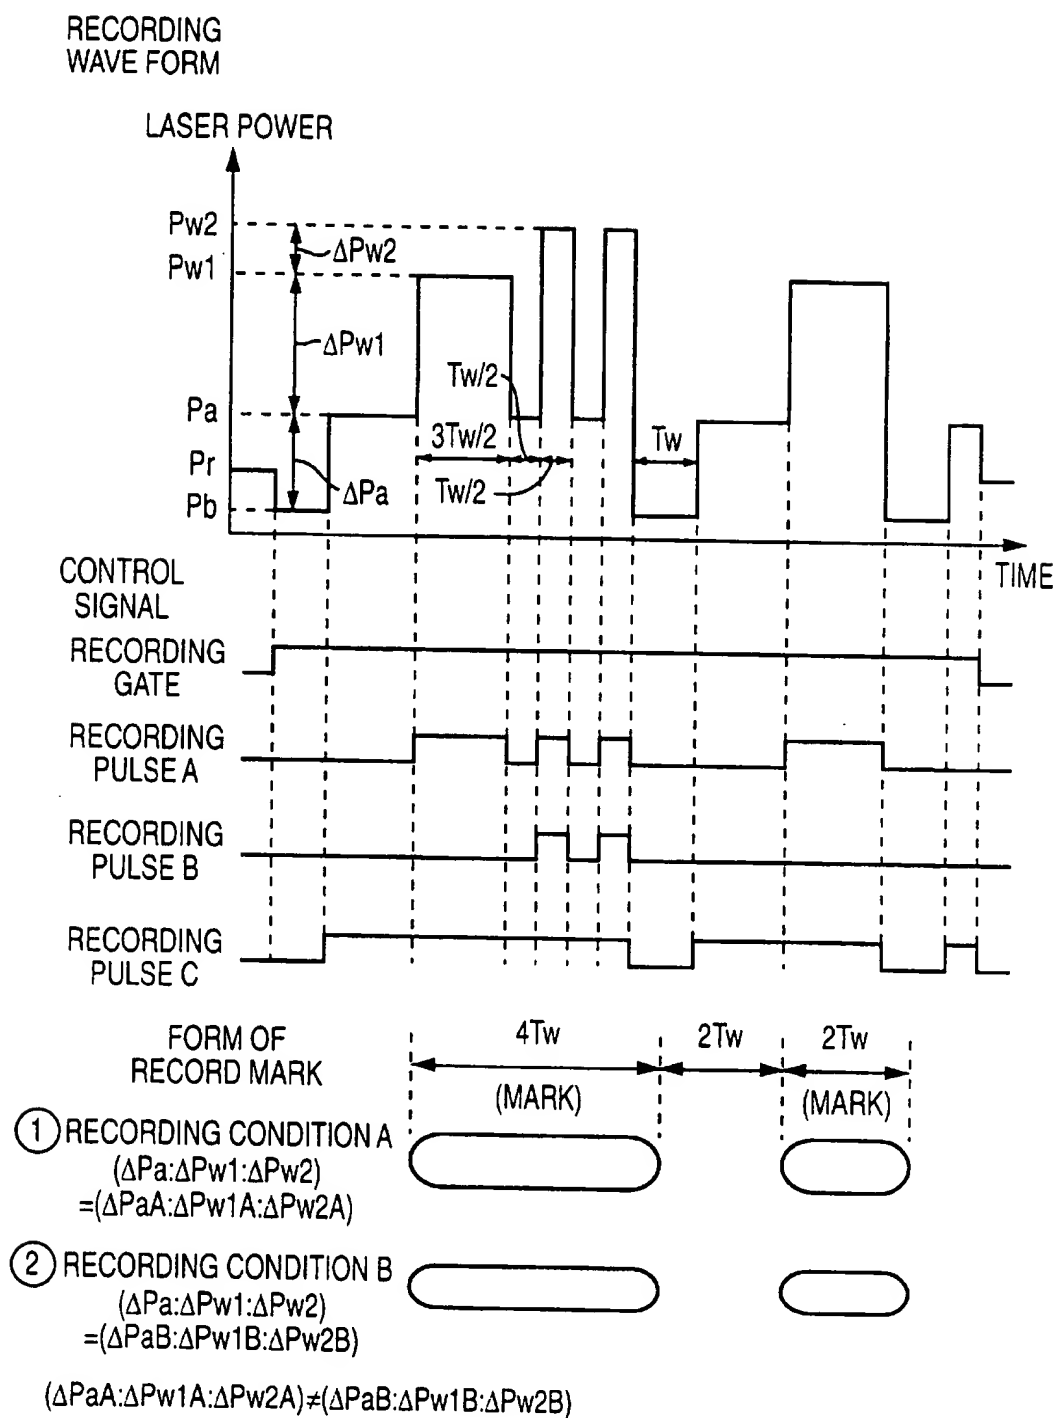 RECORDING
WAVE FORM
LASER POWER
Pw2
ΔPw2
Pw1
ΔPw1
Tw/2
Pa
3Tw/2
Tw
Pr
ΔPa
Tw/2
Pb
TIME
CONTROL
SIGNAL
RECORDING
GATE
RECORDING
PULSE A
RECORDING
PULSE B
RECORDING
PULSE C
FORM OF
RECORD MARK
4Tw
2Tw
2Tw
(MARK)
(MARK)
1 RECORDING CONDITION A
(ΔPa:ΔPw1:ΔPw2)
=(ΔPaA:ΔPw1A:ΔPw2A)
2 RECORDING CONDITION B
(ΔPa:ΔPw1:ΔPw2)
=(ΔPaB:ΔPw1B:ΔPw2B)
(ΔPaA:ΔPw1A:ΔPw2A)≠(ΔPaB:ΔPw1B:ΔPw2B)